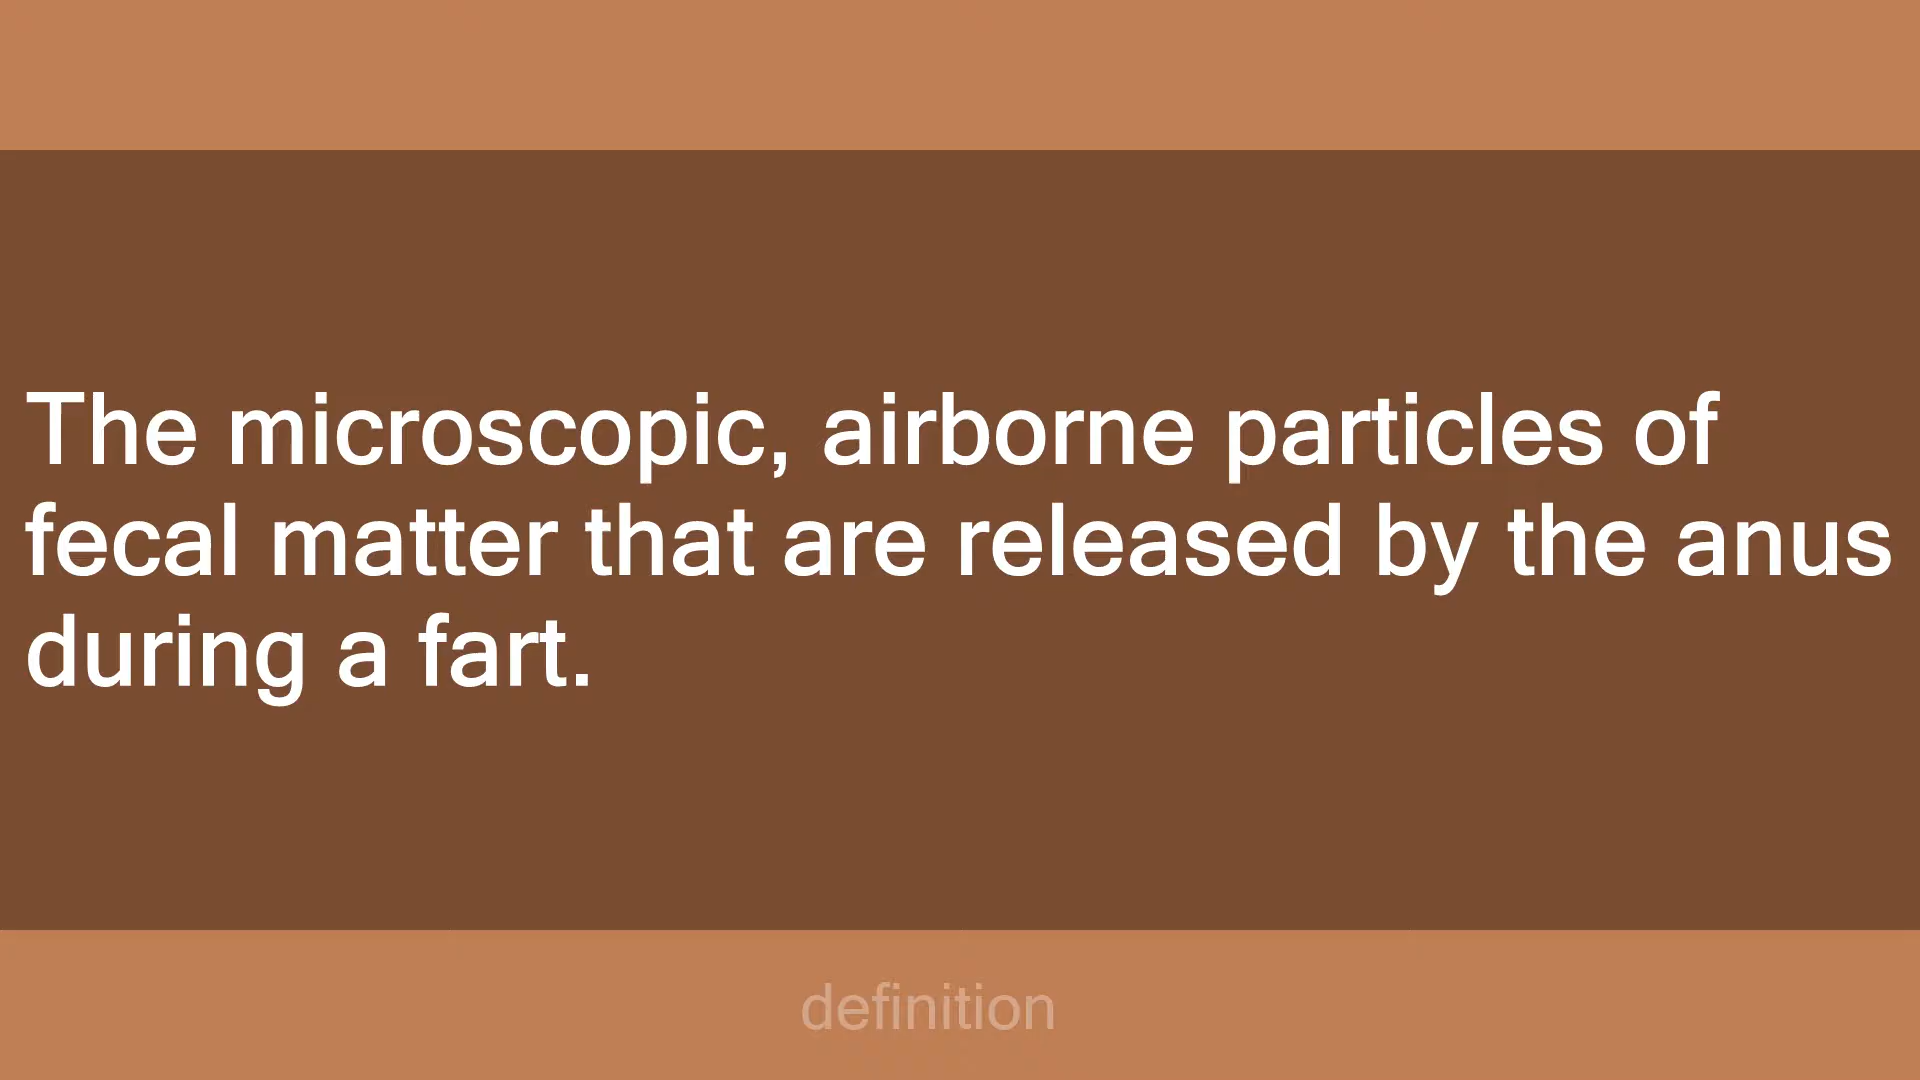 The microscopic, airborne particles of
fecal matter that are released by the anus
during a fart.
definition